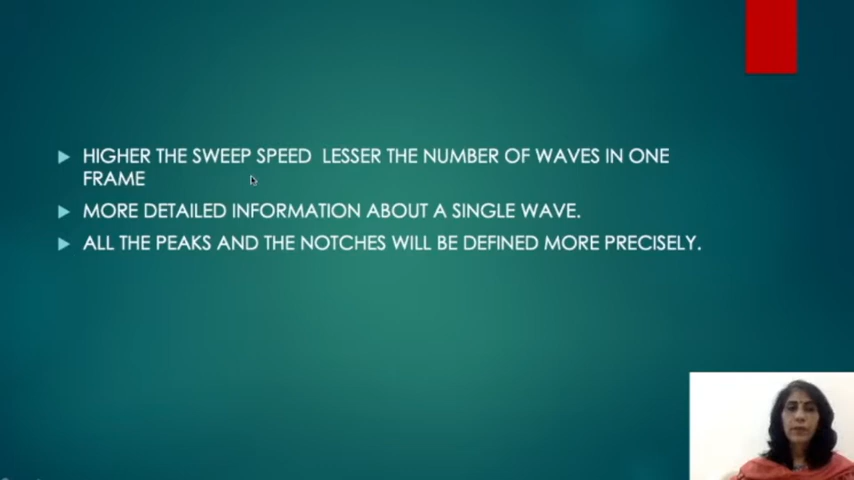 HIGHER THE SWEEP SPEED LESSER THE NUMBER OF WAVES IN ONE
FRAME
MORE DETAILED INFORMATION ABOUT A SINGLE WAVE.
ALL THE PEAKS AND THE NOTCHES WILL BE DEFINED MORE PRECISELY.